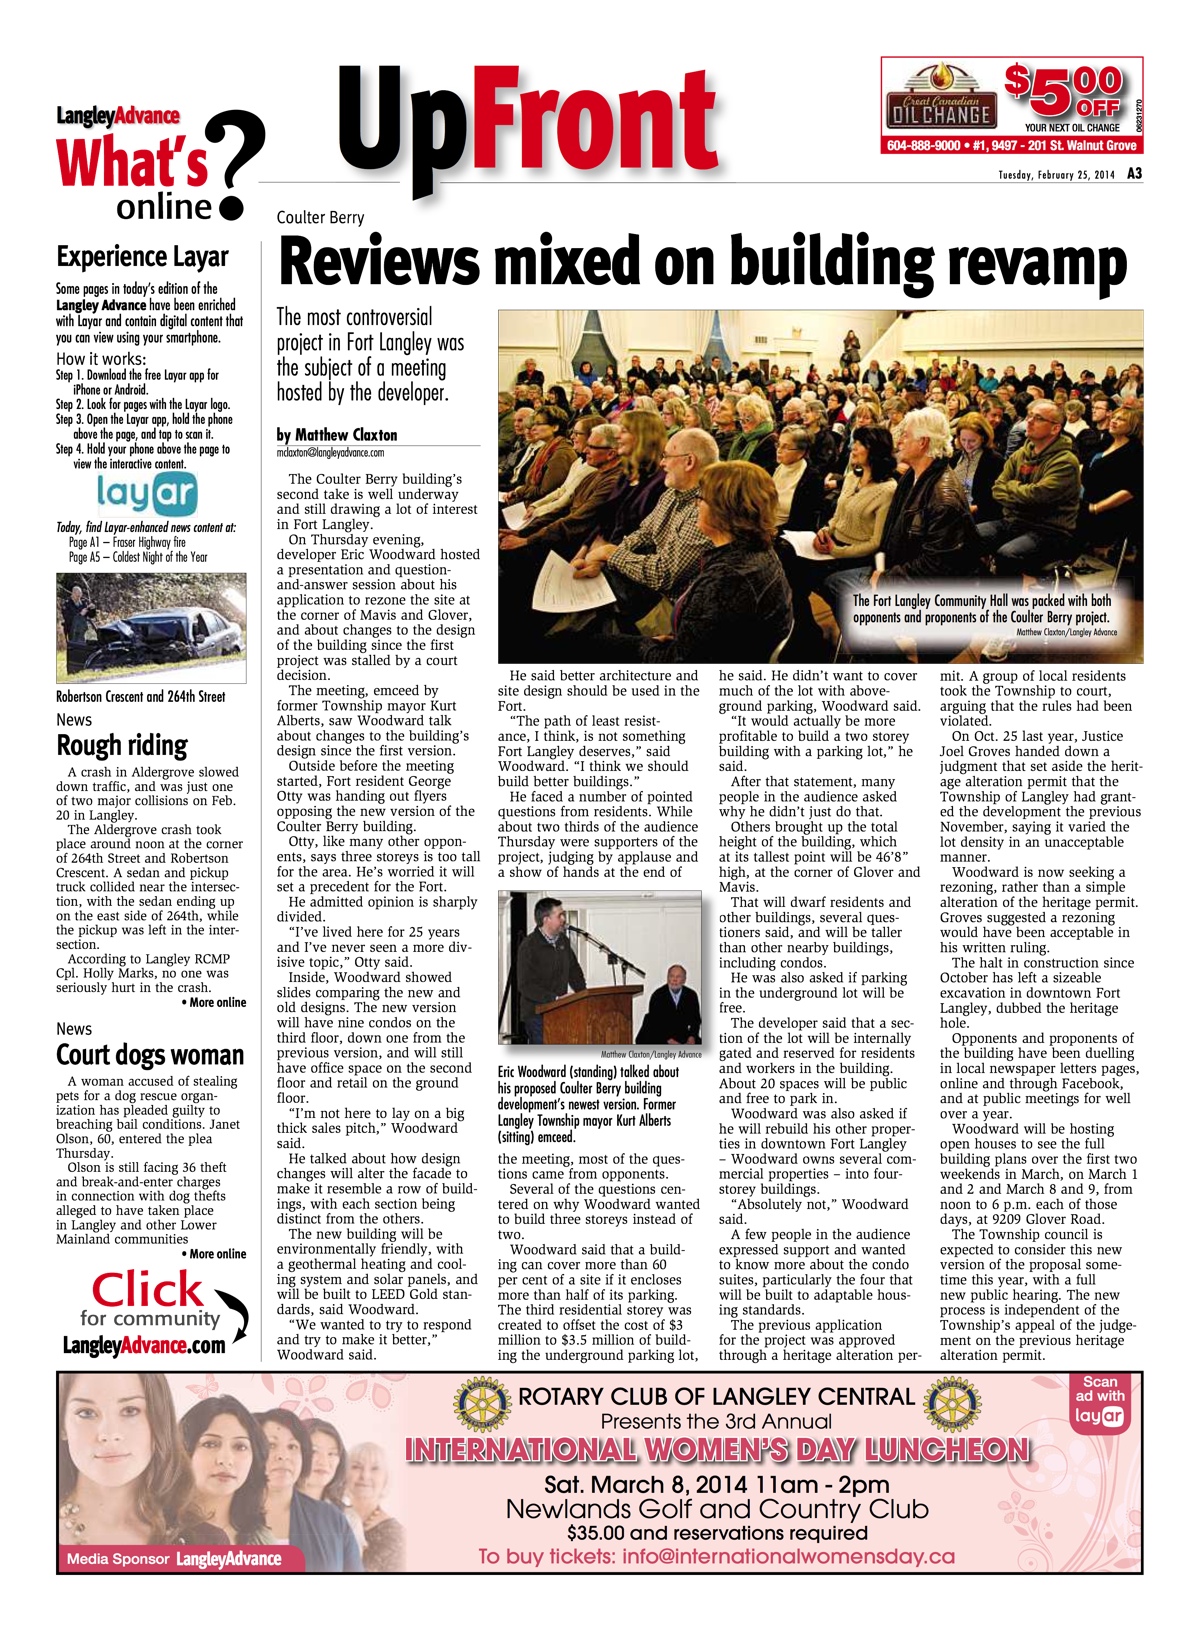 LangleyAdvance
What's
online?
UpFront
Great Canadian
OIL CHANGE
$5.00
OFF
YOUR NEXT OIL CHANGE
06231270
604-888-9000 • #1, 9497 - 201 St. Walnut Grove
Tuesday, February 25, 2014 A3
Experience Layar
Some pages in today's edition of the
Langley Advance have been enriched
with Layar and contain digital content that
you can view using your smartphone.
How it works:
Step 1. Download the free Layar app for
iPhone or Android.
Step 2. Look for pages with the Layar logo.
Step 3. Open the Layar app, hold the phone
above the page, and tap to scan it.
Step 4. Hold your phone above the page to
view the interactive content.
layar
Today, find Layar-enhanced news content at:
Page A1 – Fraser Highway fire
Page A5 – Coldest Night of the Year
Robertson Crescent and 264th Street
News
Rough riding
A crash in Aldergrove slowed
down traffic, and was just one
of two major collisions on Feb.
20 in Langley.
The Aldergrove crash took
place around noon at the corner
of 264th Street and Robertson
Crescent. A sedan and pickup
truck collided near the intersec-
tion, with the sedan ending up
on the east side of 264th, while
the pickup was left in the inter-
section.
According to Langley RCMP
Cpl. Holly Marks, no one was
seriously hurt in the crash.
• More online
News
Court dogs woman
A woman accused of stealing
pets for a dog rescue organ-
ization has pleaded guilty to
breaching bail conditions. Janet
Olson, 60, entered the plea
Thursday.
Olson is still facing 36 theft
and break-and-enter charges
in connection with dog thefts
alleged to have taken place
in Langley and other Lower
Mainland communities
• More online
Click
for community
LangleyAdvance.com
Coulter Berry
Reviews mixed on building revamp
The most controversial
project in Fort Langley was
the subject of a meeting
hosted by the developer.
by Matthew Claxton
mclaxton@langleyadvance.com
The Coulter Berry building's
second take is well underway
and still drawing a lot of interest
in Fort Langley.
On Thursday evening,
developer Eric Woodward hosted
a presentation and question-
and-answer session about his
application to rezone the site at
the corner of Mavis and Glover,
and about changes to the design
of the building since the first
project was stalled by a court
decision.
The meeting, emceed by
former Township mayor Kurt
Alberts, saw Woodward talk
about changes to the building's
design since the first version.
Outside before the meeting
started, Fort resident George
Otty was handing out flyers
opposing the new version of the
Coulter Berry building.
Otty, like many other oppon-
ents, says three storeys is too tall
for the area. He's worried it will
set a precedent for the Fort.
He admitted opinion is sharply
divided.
"I've lived here for 25 years
and I've never seen a more div-
isive topic," Otty said.
Inside, Woodward showed
slides comparing the new and
old designs. The new version
will have nine condos on the
third floor, down one from the
previous version, and will still
have office space on the second
floor and retail on the ground
floor.
"I'm not here to lay on a big
thick sales pitch," Woodward
said.
He talked about how design
changes will alter the facade to
make it resemble a row of build-
ings, with each section being
distinct from the others.
The new building will be
environmentally friendly, with
a geothermal heating and cool-
ing system and solar panels, and
will be built to LEED Gold stan-
dards, said Woodward.
"We wanted to try to respond
and try to make it better,"
Woodward said.
The Fort Langley Community Hall was packed with both
opponents and proponents of the Coulter Berry project.
Matthew Claxton/Langley Advance
He said better architecture and
site design should be used in the
Fort.
"The path of least resist-
ance, I think, is not something
Fort Langley deserves," said
Woodward. "I think we should
build better buildings."
He faced a number of pointed
questions from residents. While
about two thirds of the audience
Thursday were supporters of the
project, judging by applause and
a show of hands at the end of
Matthew Claxton/Langley Advance
Eric Woodward (standing) talked about
his proposed Coulter Berry building
development's newest version. Former
Langley Township mayor Kurt Alberts
(sitting) emceed.
the meeting, most of the ques-
tions came from opponents.
Several of the questions cen-
tered on why Woodward wanted
to build three storeys instead of
two.
Woodward said that a build-
ing can cover more than 60
per cent of a site if it encloses
more than half of its parking.
The third residential storey was
created to offset the cost of $3
million to $3.5 million of build-
ing the underground parking lot,
he said. He didn't want to cover
much of the lot with above-
ground parking, Woodward said.
"It would actually be more
profitable to build a two storey
building with a parking lot," he
said.
After that statement, many
people in the audience asked
why he didn't just do that.
Others brought up the total
height of the building, which
at its tallest point will be 46'8"
high, at the corner of Glover and
Mavis.
That will dwarf residents and
other buildings, several ques-
tioners said, and will be taller
than other nearby buildings,
including condos.
He was also asked if parking
in the underground lot will be
free.
The developer said that a sec-
tion of the lot will be internally
gated and reserved for residents
and workers in the building.
About 20 spaces will be public
and free to park in.
Woodward was also asked if
he will rebuild his other proper-
ties in downtown Fort Langley
– Woodward owns several com-
mercial properties – into four-
storey buildings.
"Absolutely not," Woodward
said.
A few people in the audience
expressed support and wanted
to know more about the condo
suites, particularly the four that
will be built to adaptable hous-
ing standards.
The previous application
for the project was approved
through a heritage alteration per-
mit. A group of local residents
took the Township to court,
arguing that the rules had been
violated.
On Oct. 25 last year, Justice
Joel Groves handed down a
judgment that set aside the herit-
age alteration permit that the
Township of Langley had grant-
ed the development the previous
November, saying it varied the
lot density in an unacceptable
manner.
Woodward is now seeking a
rezoning, rather than a simple
alteration of the heritage permit.
Groves suggested a rezoning
would have been acceptable in
his written ruling.
The halt in construction since
October has left a sizeable
excavation in downtown Fort
Langley, dubbed the heritage
hole.
Opponents and proponents of
the building have been duelling
in local newspaper letters pages,
online and through Facebook,
and at public meetings for well
over a year.
Woodward will be hosting
open houses to see the full
building plans over the first two
weekends in March, on March 1
and 2 and March 8 and 9, from
noon to 6 p.m. each of those
days, at 9209 Glover Road.
The Township council is
expected to consider this new
version of the proposal some-
time this year, with a full
new public hearing. The new
process is independent of the
Township's appeal of the judge-
ment on the previous heritage
alteration permit.
ROTARY CLUB OF LANGLEY CENTRAL
Presents the 3rd Annual
INTERNATIONAL WOMEN'S DAY LUNCHEON
Sat. March 8, 2014 11am - 2pm
Newlands Golf and Country Club
$35.00 and reservations required
To buy tickets: info@internationalwomensday.ca
Media Sponsor LangleyAdvance
Scan
ad with
layar